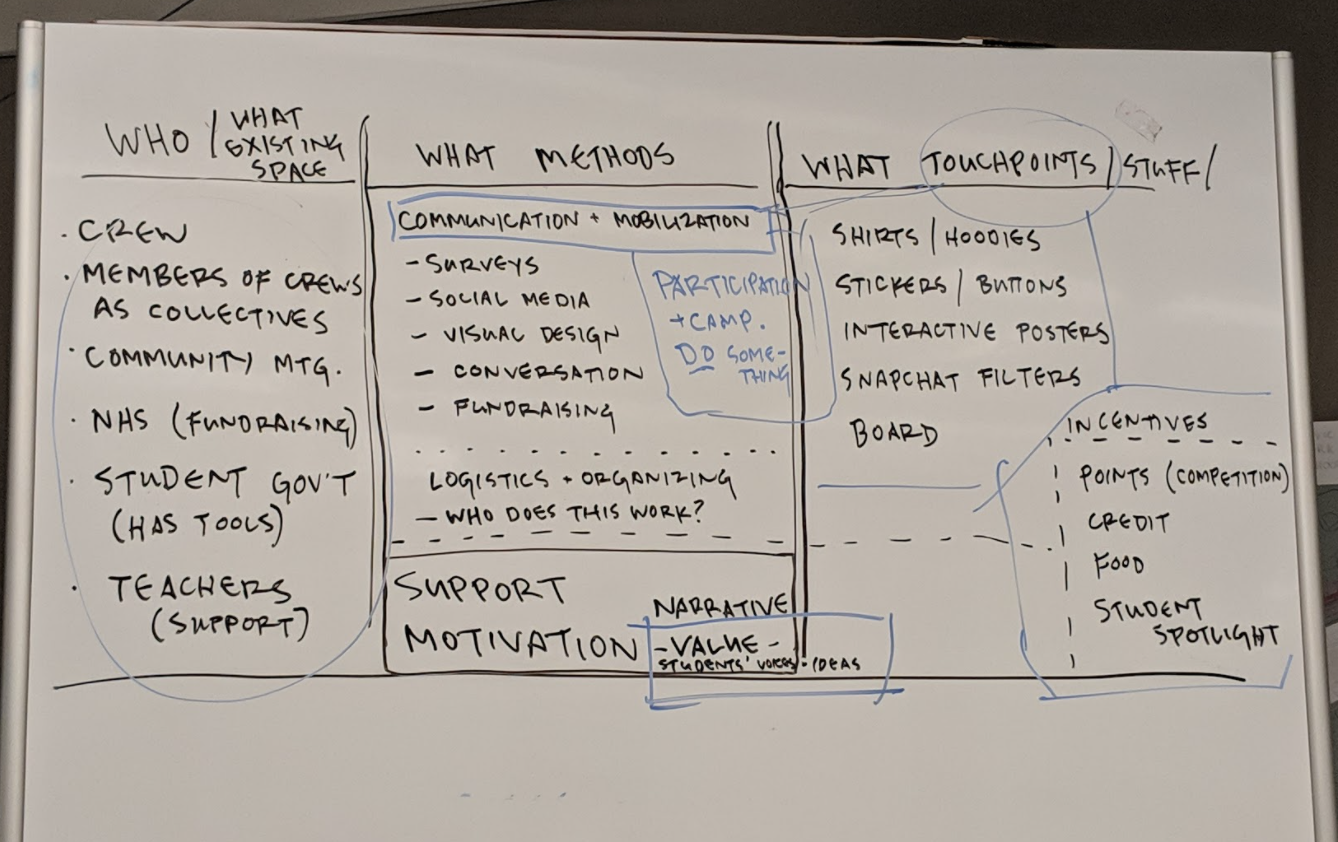 WHO / WHAT
EXISTING
SPACE
· CREW
· MEMBERS OF CREWS
AS COLLECTIVES
· COMMUNITY MTG.
· NHS (FUNDRAISING)
· STUDENT GOV'T
(HAS TOOLS)
· TEACHERS
(SUPPORT)
WHAT METHODS
COMMUNICATION + MOBILIZATION
- SURVEYS
- SOCIAL MEDIA
- VISUAL DESIGN
- CONVERSATION
- FUNDRAISING
PARTICIPATION
+ CAMP.
DO SOME-
THING
LOGISTICS + ORGANIZING
- WHO DOES THIS WORK?
SUPPORT
MOTIVATION
NARRATIVE
- VALUE -
STUDENTS' VOICES + IDEAS
WHAT TOUCHPOINTS / STUFF /
SHIRTS / HOODIES
STICKERS / BUTTONS
INTERACTIVE POSTERS
SNAPCHAT FILTERS
BOARD
INCENTIVES
POINTS (COMPETITION)
CREDIT
FOOD
STUDENT
SPOTLIGHT